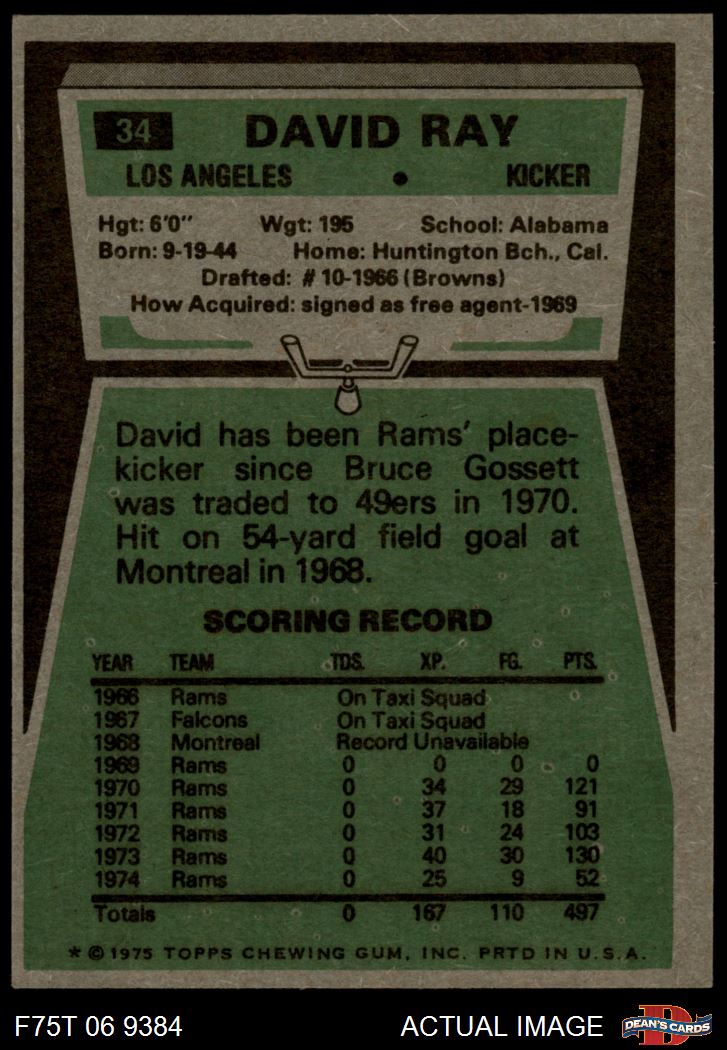 34 DAVID RAY
LOS ANGELES • KICKER
Hgt: 6'0" Wgt: 195 School: Alabama
Born: 9-19-44 Home: Huntington Bch., Cal.
Drafted: # 10-1966 (Browns)
How Acquired: signed as free agent-1969
David has been Rams' place-
kicker since Bruce Gossett
was traded to 49ers in 1970.
Hit on 54-yard field goal at
Montreal in 1968.
SCORING RECORD
YEAR TEAM TDS. XP. FG. PTS.
1966 Rams On Taxi Squad
1967 Falcons On Taxi Squad
1968 Montreal Record Unavailable
1969 Rams 0 0 0 0
1970 Rams 0 34 29 121
1971 Rams 0 37 18 91
1972 Rams 0 31 24 103
1973 Rams 0 40 30 130
1974 Rams 0 25 9 52
Totals 0 167 110 497
* © 1975 TOPPS CHEWING GUM, INC. PRTD IN U.S.A.
F75T 06 9384 ACTUAL IMAGE D DEAN'S CARDS